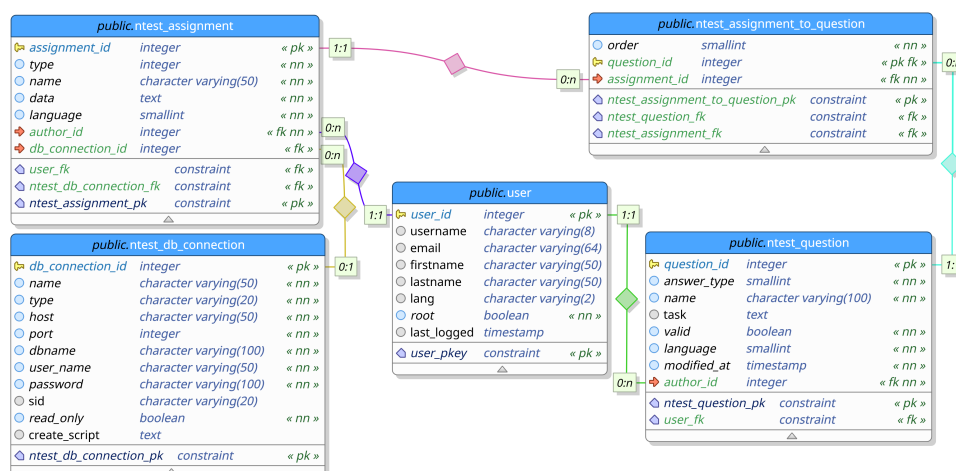 public.ntest_assignment
assignment_id integer « pk »
type integer « nn »
name character varying(50) « nn »
data text « nn »
language smallint « nn »
author_id integer « fk nn »
db_connection_id integer « fk »
user_fk constraint « fk »
ntest_db_connection_fk constraint « fk »
ntest_assignment_pk constraint « pk »
1:1
0:n
0:n
0:n
public.ntest_assignment_to_question
order smallint « nn »
question_id integer « pk fk »
assignment_id integer « fk nn »
ntest_assignment_to_question_pk constraint « pk »
ntest_question_fk constraint « fk »
ntest_assignment_fk constraint « fk »
public.ntest_db_connection
db_connection_id integer « pk »
name character varying(50) « nn »
type character varying(20) « nn »
host character varying(50) « nn »
port integer « nn »
dbname character varying(100) « nn »
user_name character varying(50) « nn »
password character varying(100) « nn »
sid character varying(20)
read_only boolean « nn »
create_script text
ntest_db_connection_pk constraint « pk »
0:1
1:1
public.user
user_id integer « pk »
username character varying(8)
email character varying(64)
firstname character varying(50)
lastname character varying(50)
lang character varying(2)
root boolean « nn »
last_logged timestamp
user_pkey constraint « pk »
1:1
0:n
public.ntest_question
question_id integer « pk »
answer_type smallint « nn »
name character varying(100) « nn »
task text
valid boolean « nn »
language smallint « nn »
modified_at timestamp « nn »
author_id integer « fk nn »
ntest_question_pk constraint « pk »
user_fk constraint « fk »